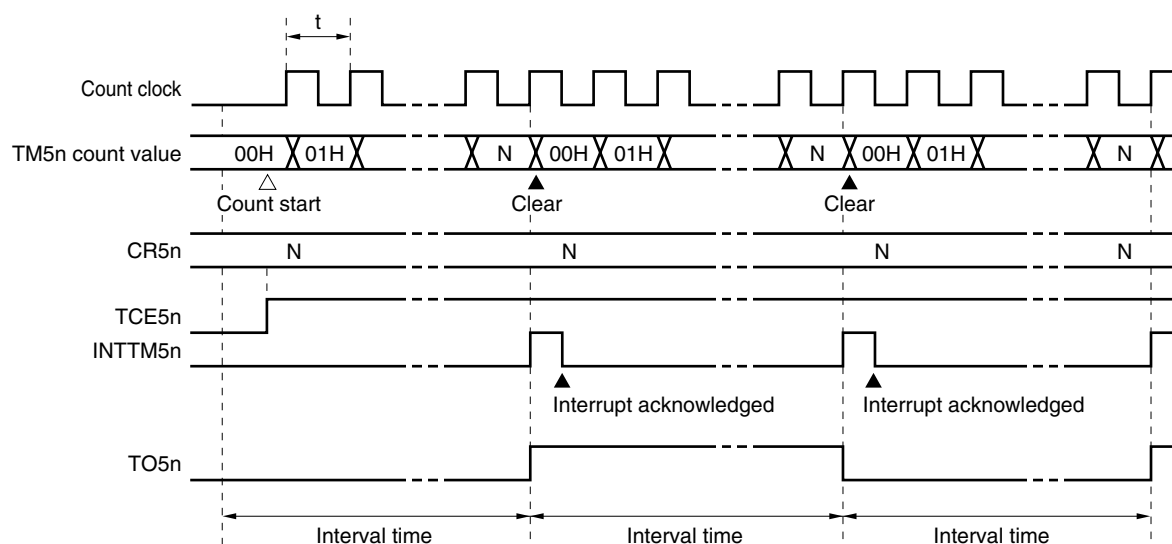 t
Count clock
TM5n count value 00H 01H N 00H 01H N 00H 01H N
Count start Clear Clear
CR5n N N N N
TCE5n
INTTM5n
Interrupt acknowledged Interrupt acknowledged
TO5n
Interval time Interval time Interval time